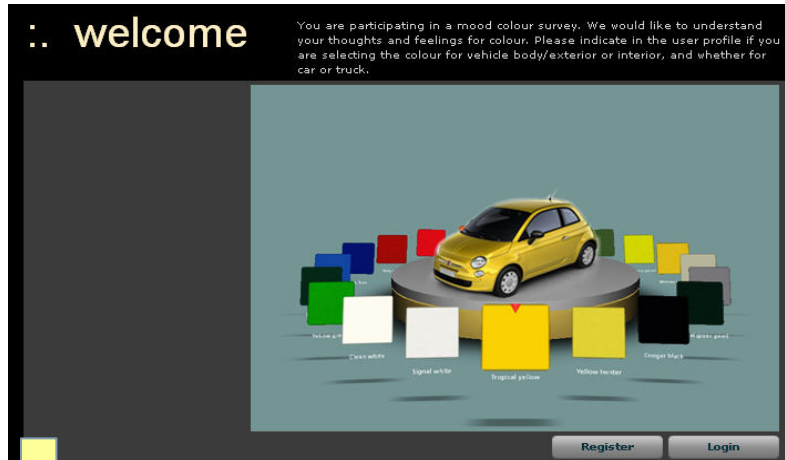 :. welcome
You are participating in a mood colour survey. We would like to understand
your thoughts and feelings for colour. Please indicate in the user profile if you
are selecting the colour for vehicle body/exterior or interior, and whether for
car or truck.
Clean white
Signal white
Tropical yellow
Yellow twister
Cougar black
Register
Login